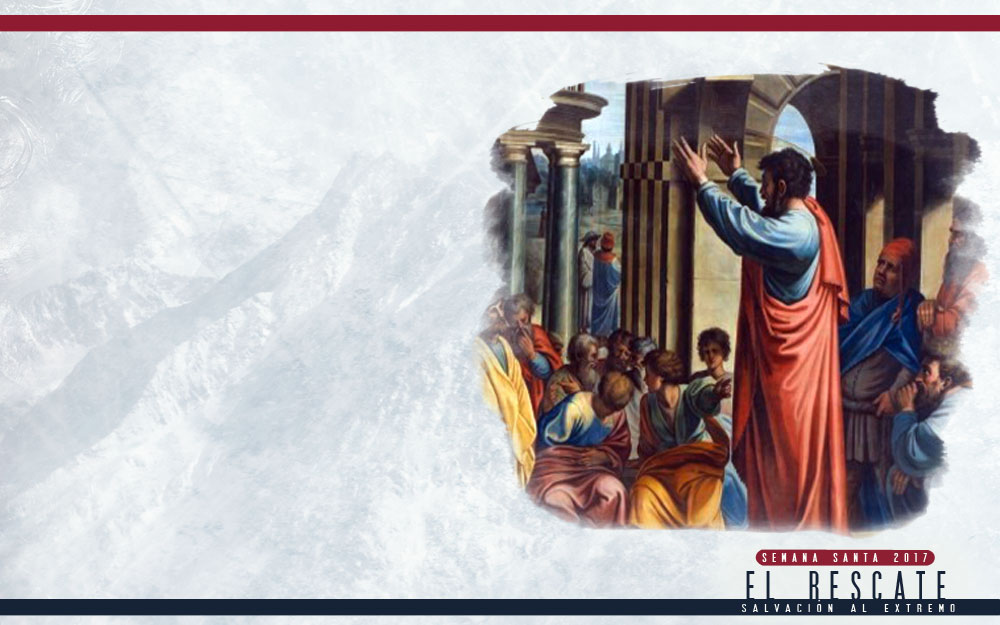 SEMANA SANTA 2017
EL RESCATE
SALVACIÓN AL EXTREMO